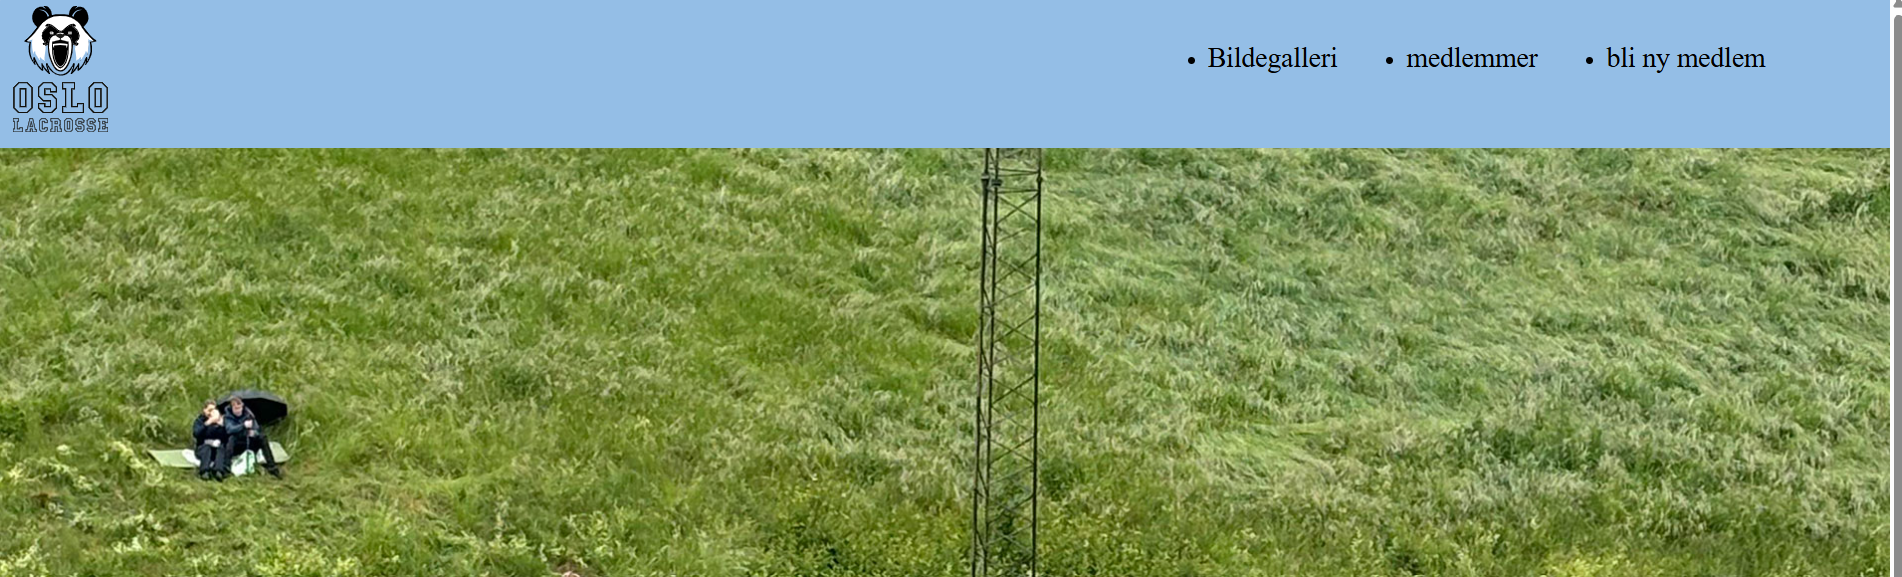 OSLO
LACROSSE
• Bildegalleri • medlemmer • bli ny medlem